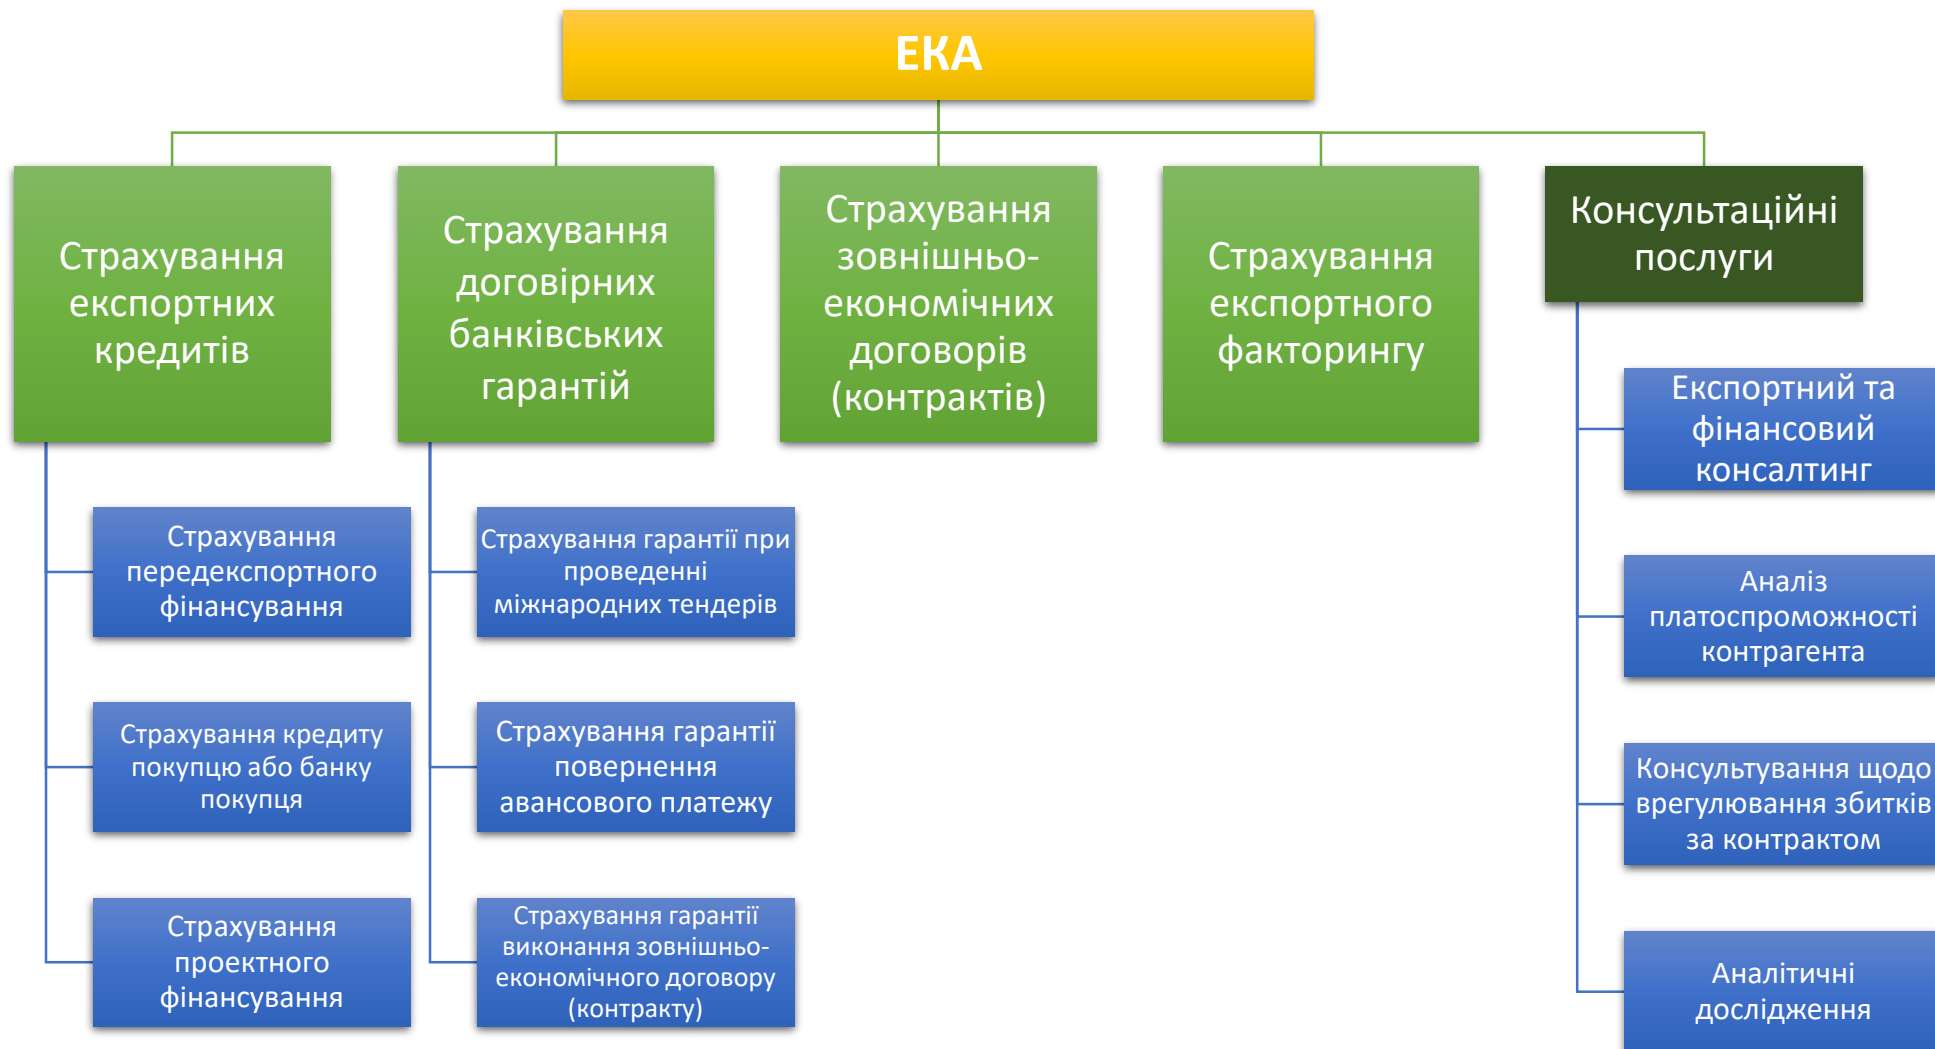 ЕКА
Страхування
експортних
кредитів
Страхування
договірних
банківських
гарантій
Страхування
зовнішньо-
економічних
договорів
(контрактів)
Страхування
експортного
факторингу
Консультаційні
послуги
Страхування
передекспортного
фінансування
Страхування кредиту
покупцю або банку
покупця
Страхування
проектного
фінансування
Страхування гарантії при
проведенні
міжнародних тендерів
Страхування гарантії
повернення
авансового платежу
Страхування гарантії
виконання зовнішньо-
економічного договору
(контракту)
Експортний та
фінансовий
консалтинг
Аналіз
платоспроможності
контрагента
Консультування щодо
врегулювання збитків
за контрактом
Аналітичні
дослідження